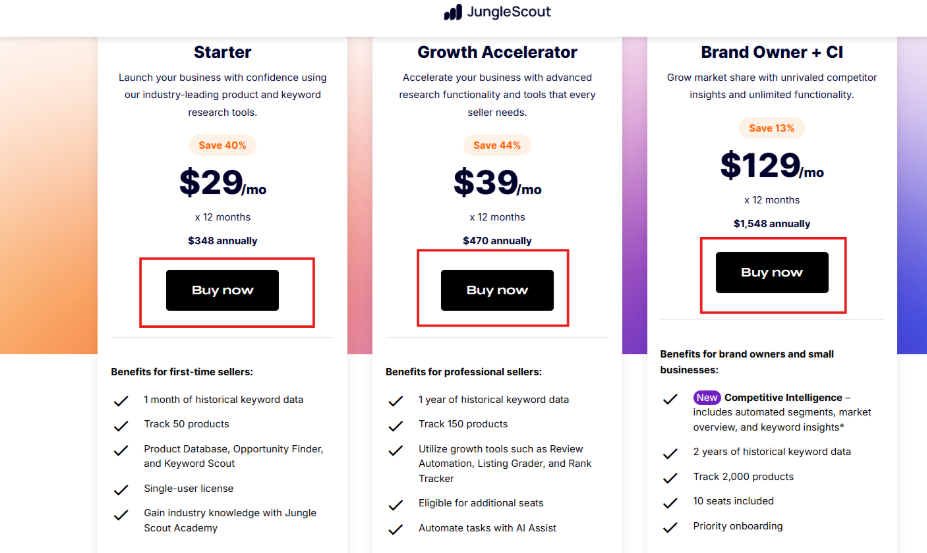 JungleScout
Starter
Launch your business with confidence using
our industry-leading product and keyword
research tools.
Save 40%
$29/mo
x 12 months
$348 annually
Buy now
Benefits for first-time sellers:
1 month of historical keyword data
Track 50 products
Product Database, Opportunity Finder,
and Keyword Scout
Single-user license
Gain industry knowledge with Jungle
Scout Academy
Growth Accelerator
Accelerate your business with advanced
research functionality and tools that every
seller needs.
Save 44%
$39/mo
x 12 months
$470 annually
Buy now
Benefits for professional sellers:
1 year of historical keyword data
Track 150 products
Utilize growth tools such as Review
Automation, Listing Grader, and Rank
Tracker
Eligible for additional seats
Automate tasks with AI Assist
Brand Owner + CI
Grow market share with unrivaled competitor
insights and unlimited functionality.
Save 13%
$129/mo
x 12 months
$1,548 annually
Buy now
Benefits for brand owners and small
businesses:
New Competitive Intelligence –
includes automated segments, market
overview, and keyword insights*
2 years of historical keyword data
Track 2,000 products
10 seats included
Priority onboarding